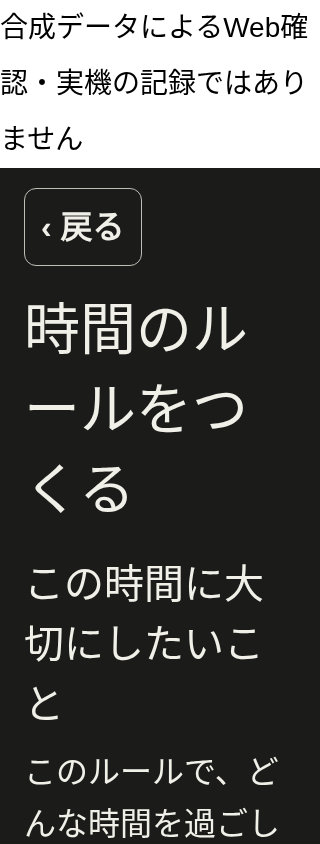 合成データによるWeb確
認・実機の記録ではあり
ません
‹ 戻る
時間のル
ールをつ
くる
この時間に大
切にしたいこ
と
このルールで、ど
んな時間を過ごし